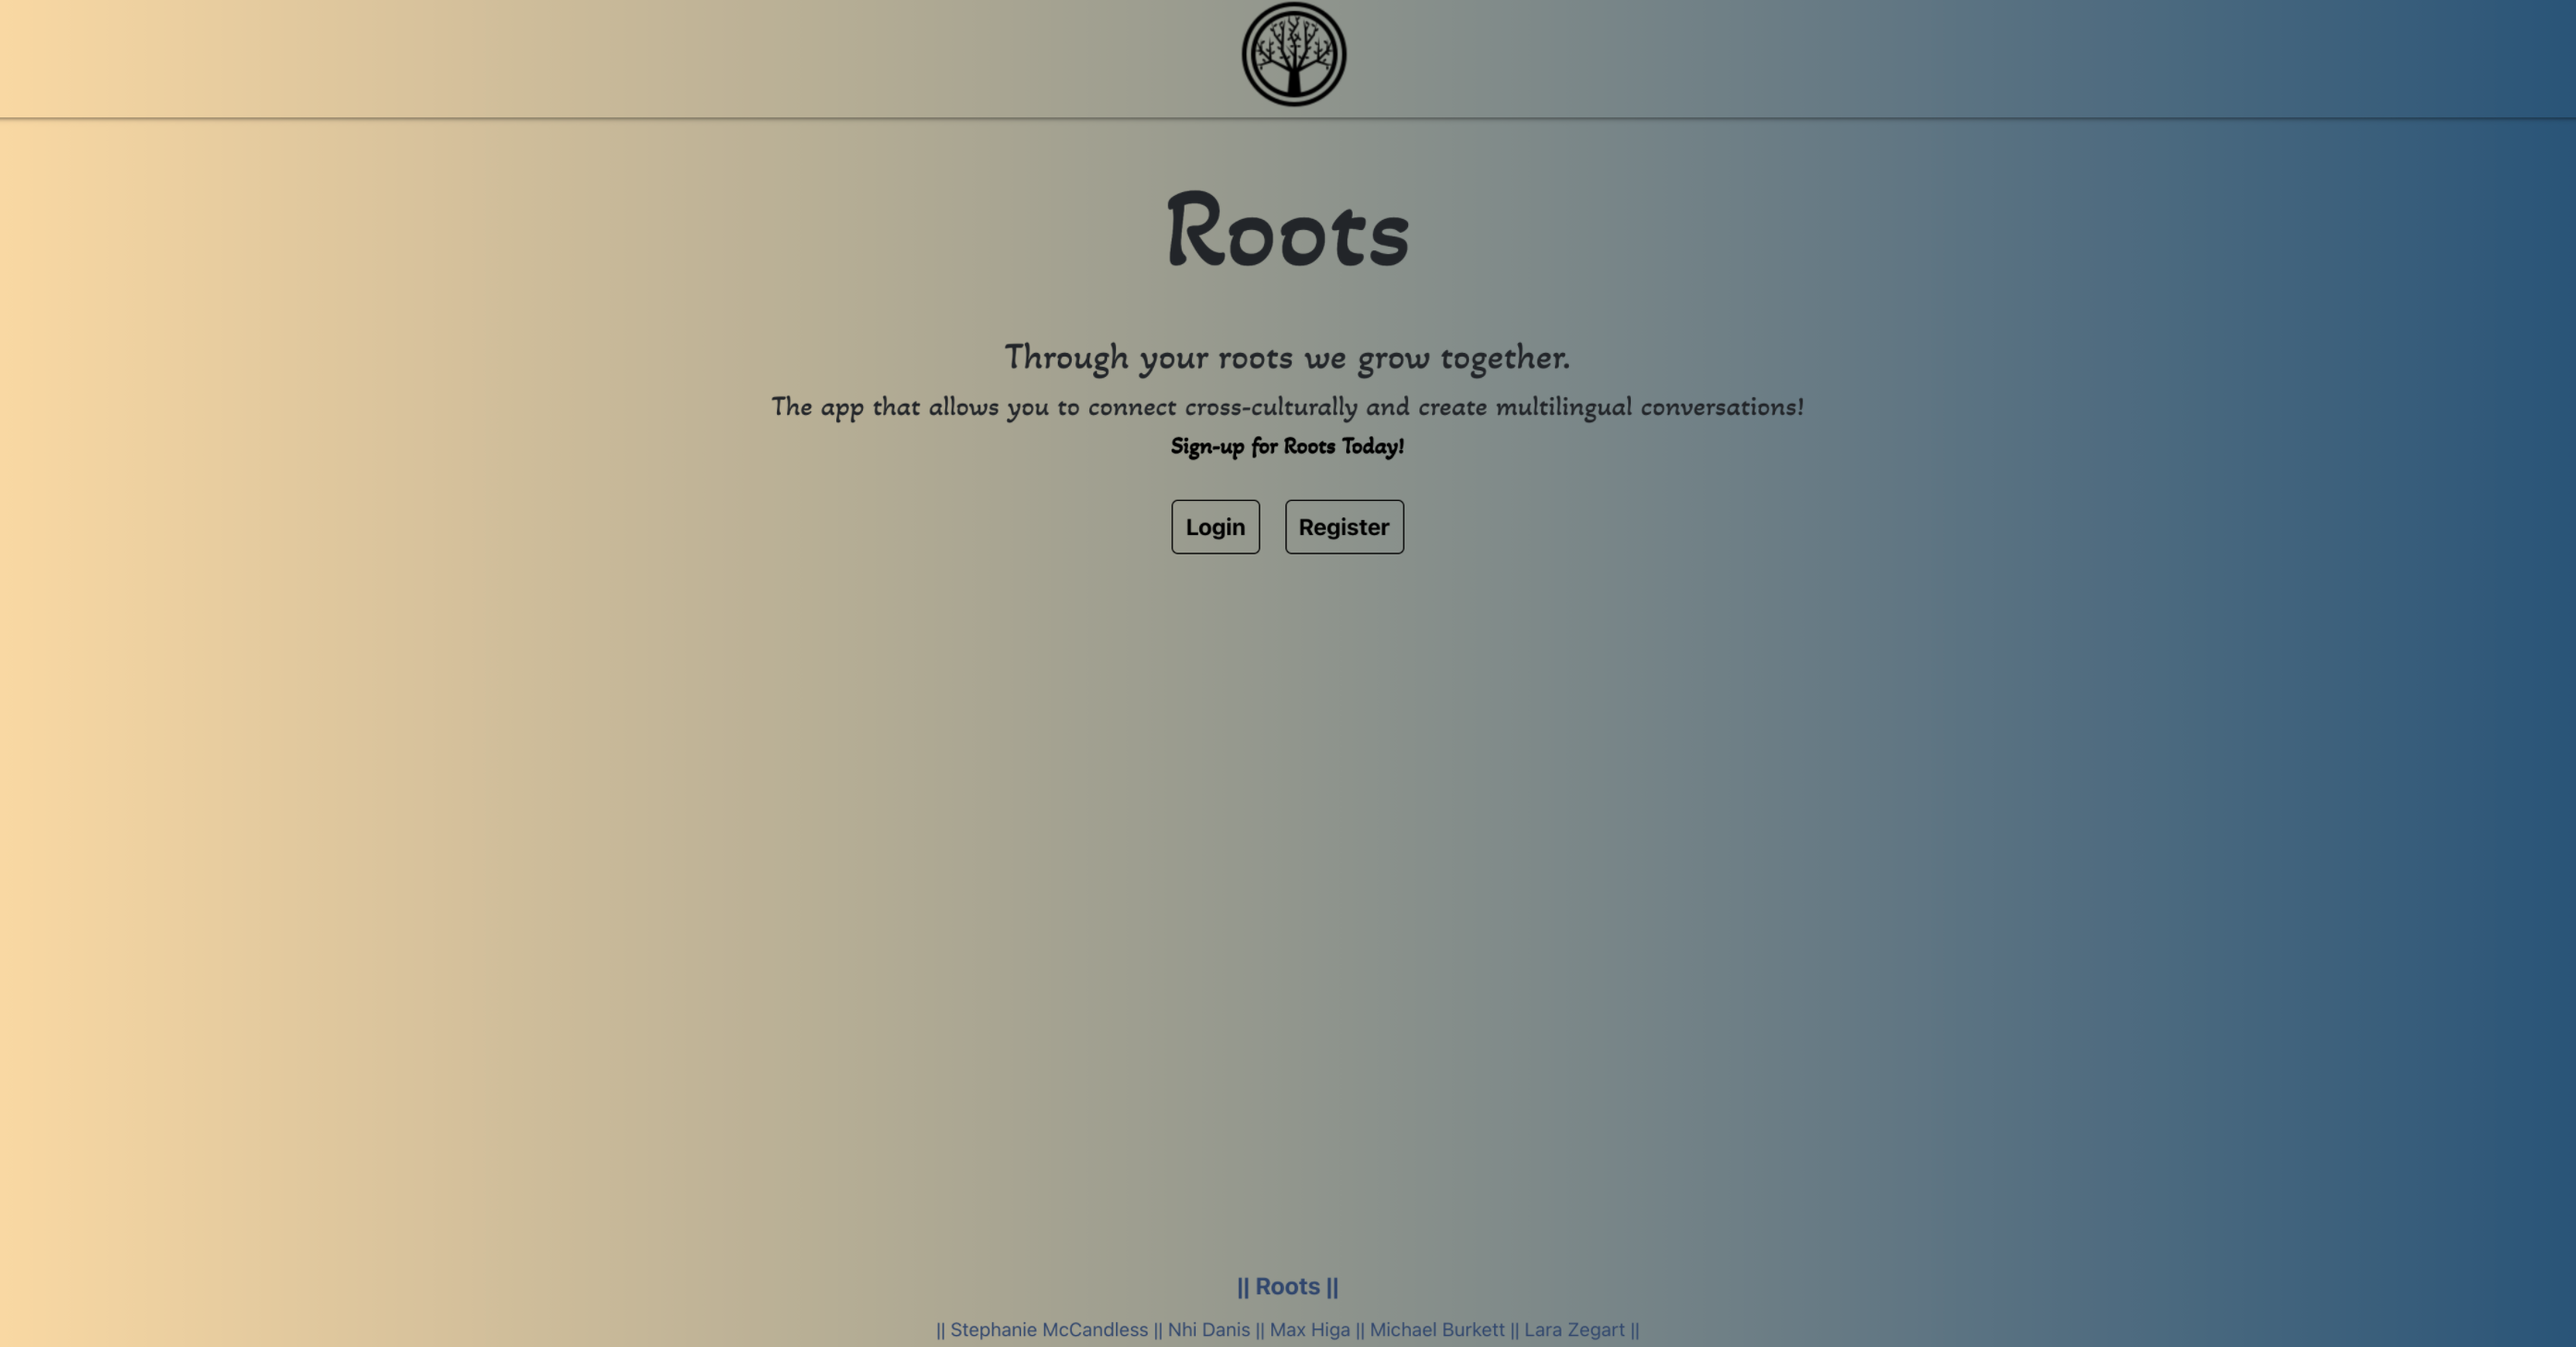 Roots
Through your roots we grow together.
The app that allows you to connect cross-culturally and create multilingual conversations!
Sign-up for Roots Today!
Login Register
|| Roots ||
|| Stephanie McCandless || Nhi Danis || Max Higa || Michael Burkett || Lara Zegart ||